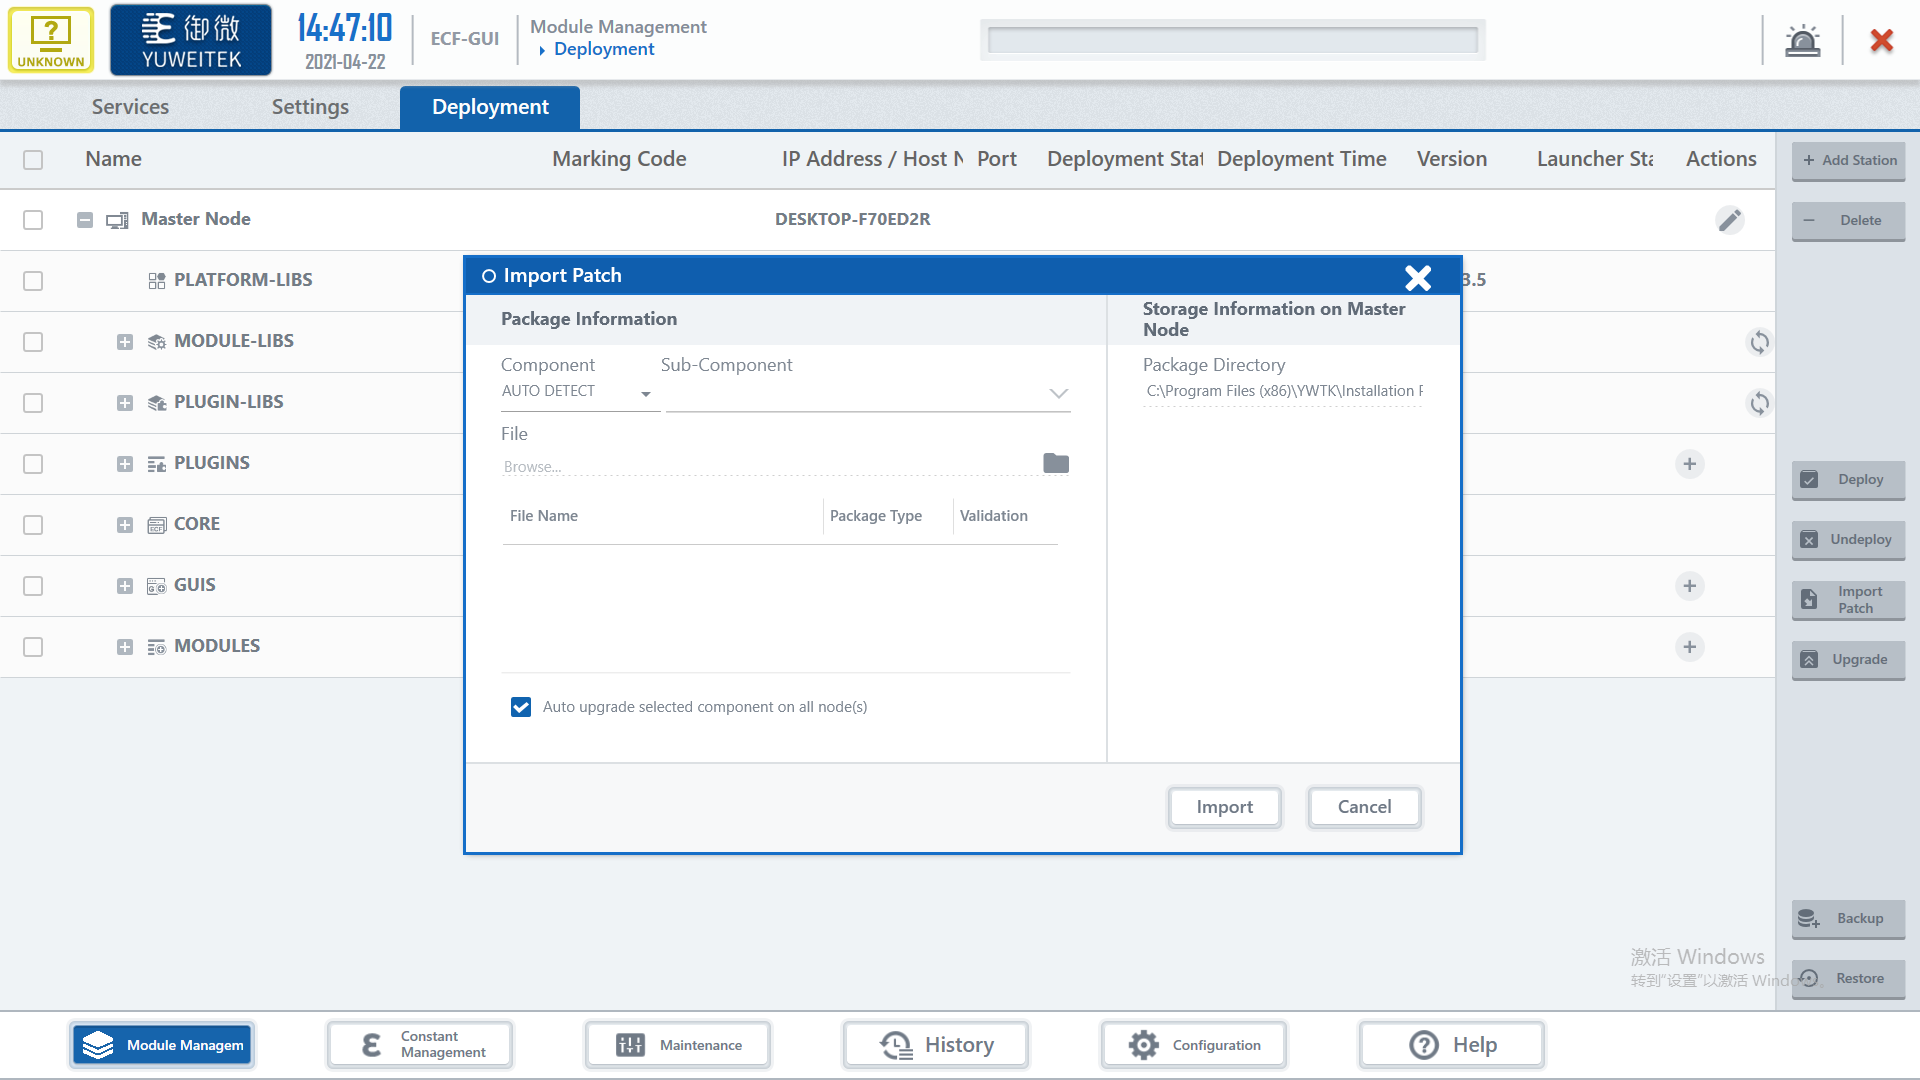 UNKNOWN
御微
YUWEITEK
14:47:10
2021-04-22
ECF-GUI
Module Management
Deployment
Services
Settings
Deployment
Name
Marking Code
IP Address / Host N
Port
Deployment Stat
Deployment Time
Version
Launcher Sta
Actions
Add Station
Master Node
DESKTOP-F70ED2R
Delete
PLATFORM-LIBS
3.5
MODULE-LIBS
PLUGIN-LIBS
PLUGINS
CORE
GUIS
MODULES
Import Patch
Package Information
Component
Sub-Component
AUTO DETECT
File
Browse...
File Name
Package Type
Validation
Auto upgrade selected component on all node(s)
Storage Information on Master
Node
Package Directory
C:\Program Files (x86)\YWTK\Installation P
Import
Cancel
Deploy
Undeploy
Import
Patch
Upgrade
Backup
Restore
激活 Windows
转到"设置"以激活 Windows。
Module Managem
Constant
Management
Maintenance
History
Configuration
Help